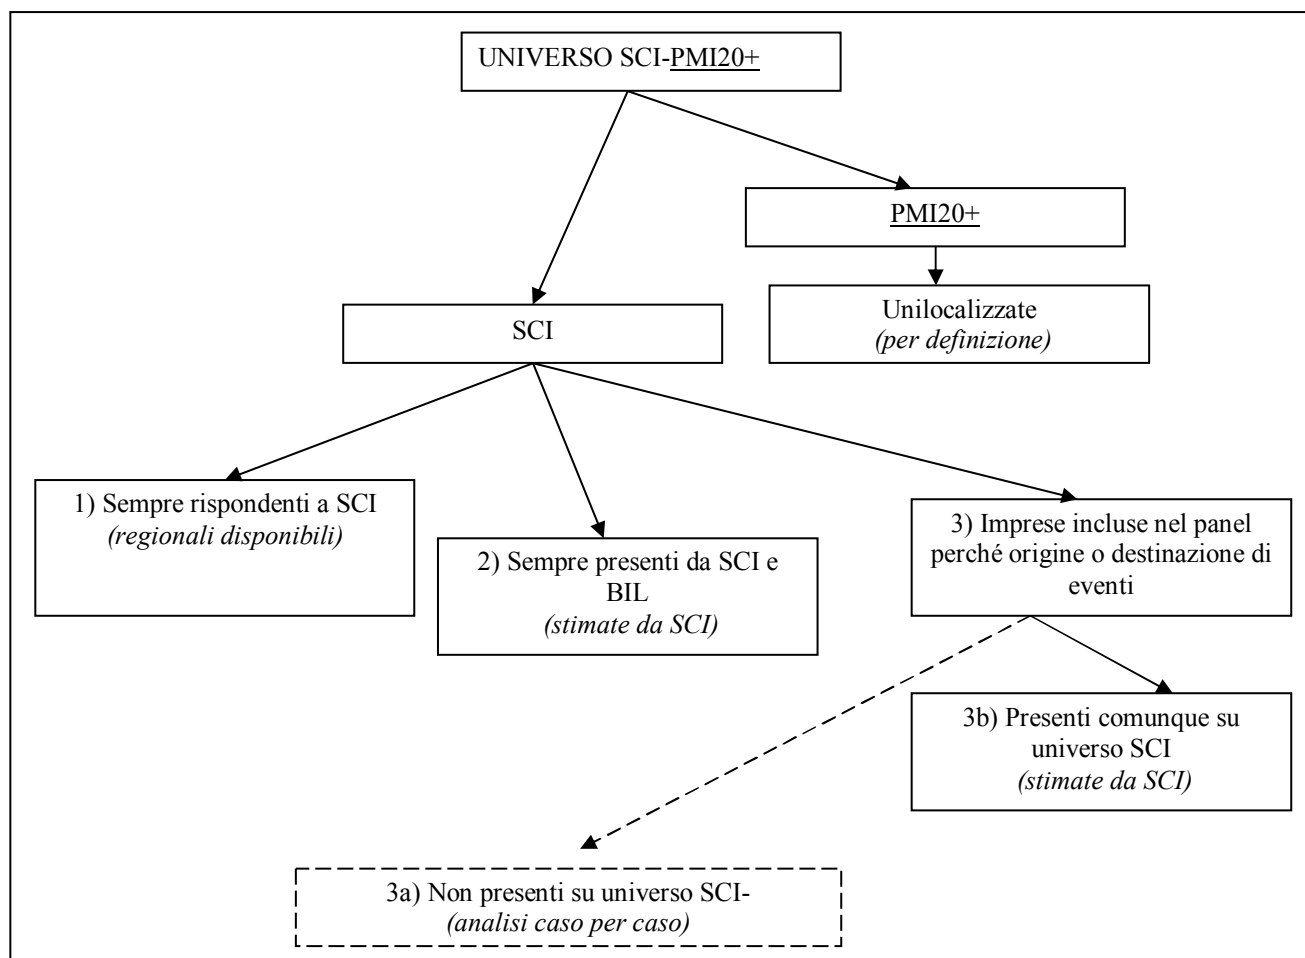 UNIVERSO SCI-PMI20+
PMI20+
Unilocalizzate
(per definizione)
SCI
1) Sempre rispondenti a SCI
(regionali disponibili)
2) Sempre presenti da SCI e
BIL
(stimate da SCI)
3) Imprese incluse nel panel
perché origine o destinazione di
eventi
3b) Presenti comunque su
universo SCI
(stimate da SCI)
3a) Non presenti su universo SCI-
(analisi caso per caso)